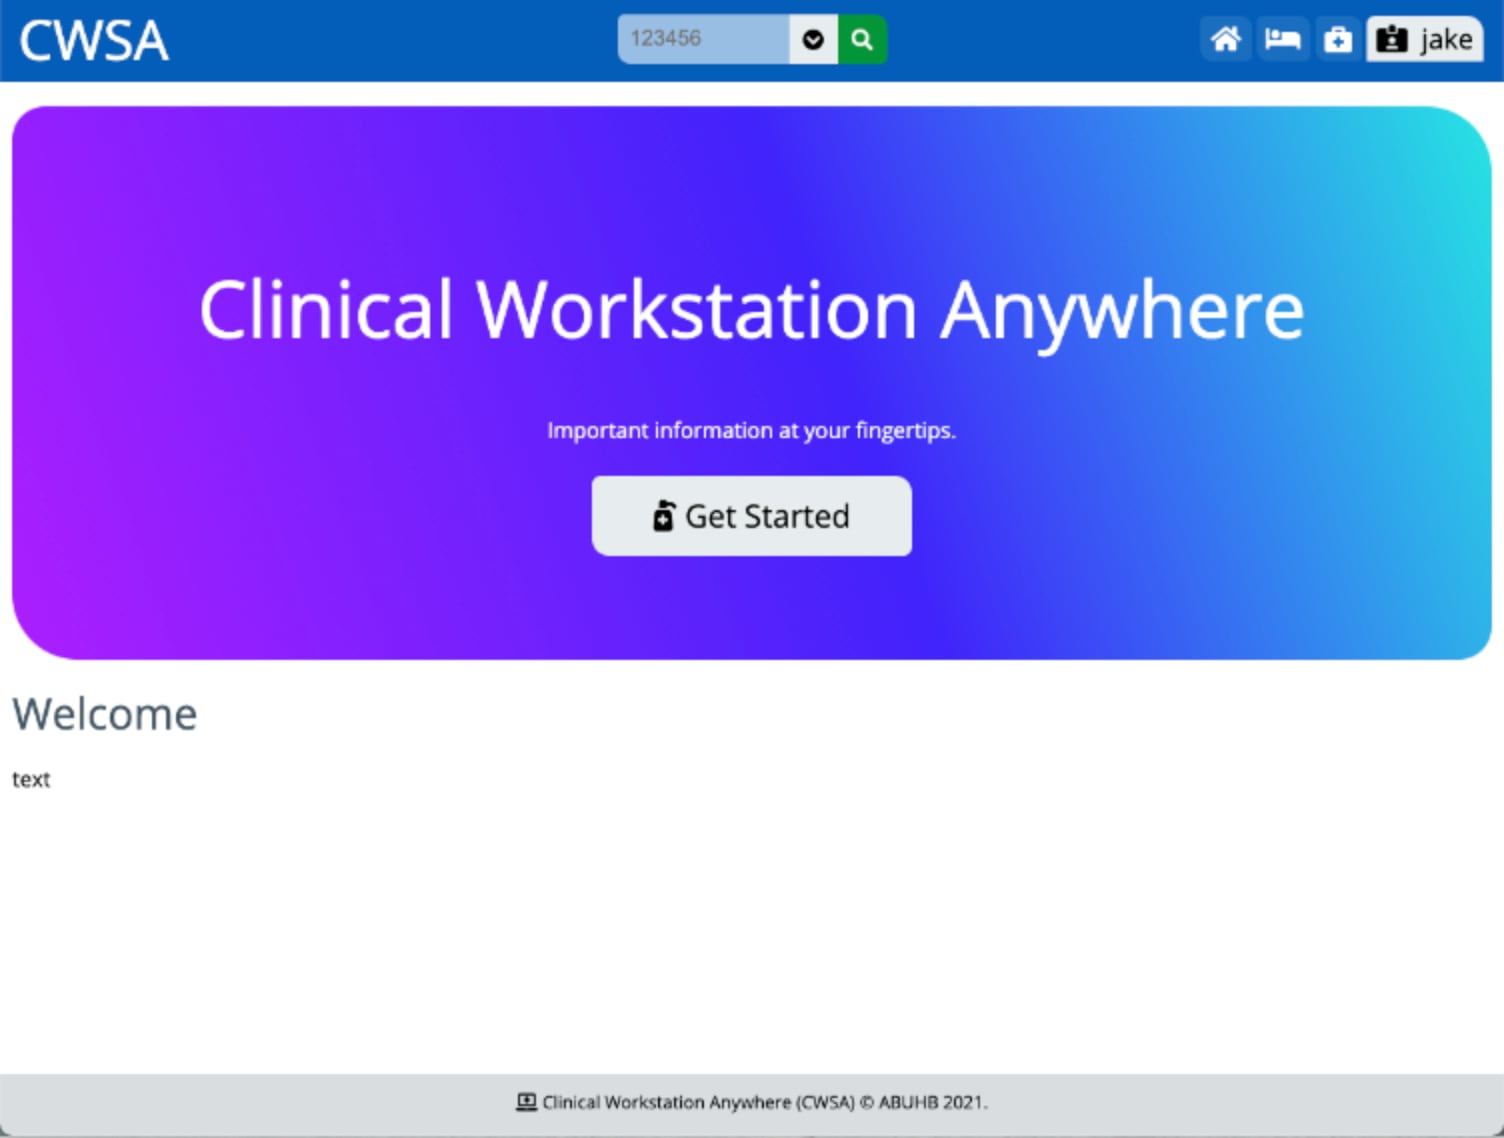 CWSA
123456
jake
Clinical Workstation Anywhere
Important information at your fingertips.
Get Started
Welcome
text
Clinical Workstation Anywhere (CWSA) © ABUHB 2021.